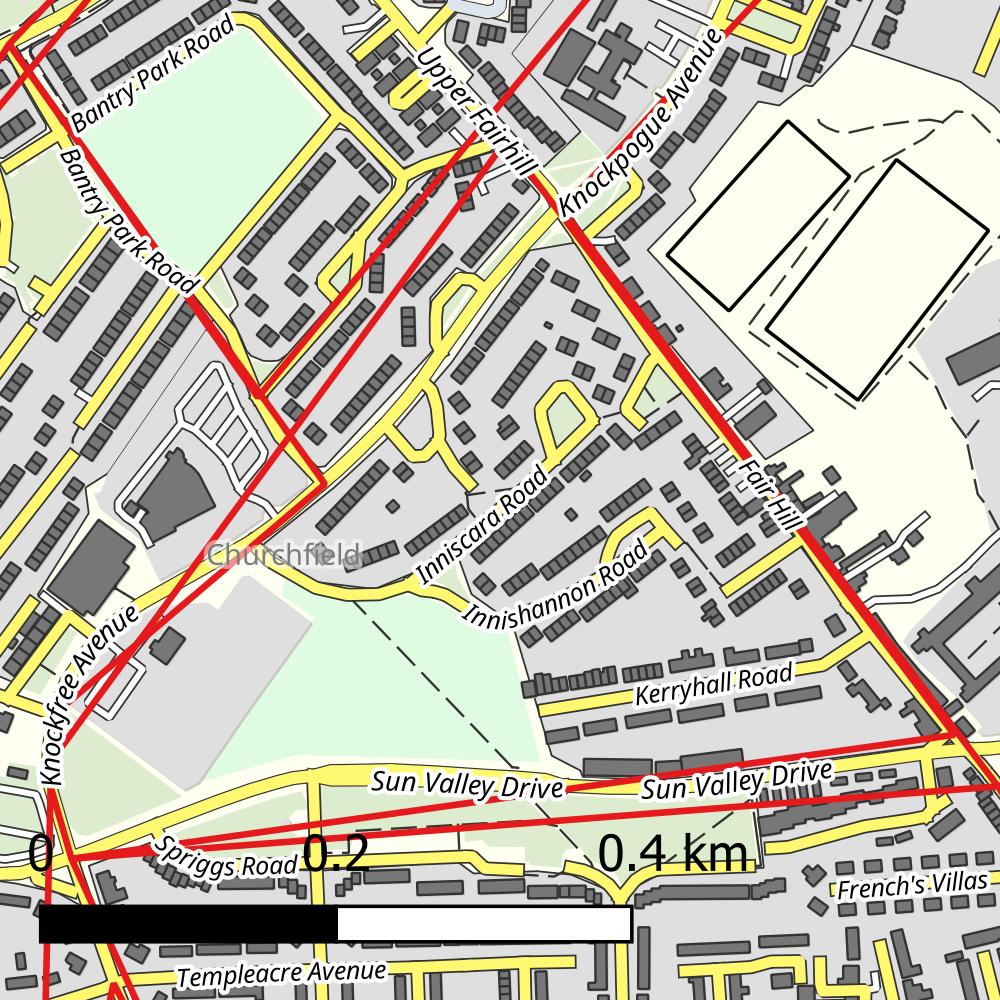 Bantry Park Road
Upper Fairhill
Knockpogue Avenue
Bantry Park Road
Fair Hill
Inniscara Road
Churchfield
Innishannon Road
Knockfree Avenue
Kerryhall Road
Sun Valley Drive
Sun Valley Drive
0 0.2 0.4 km
Spriggs Road
French's Villas
Templeacre Avenue